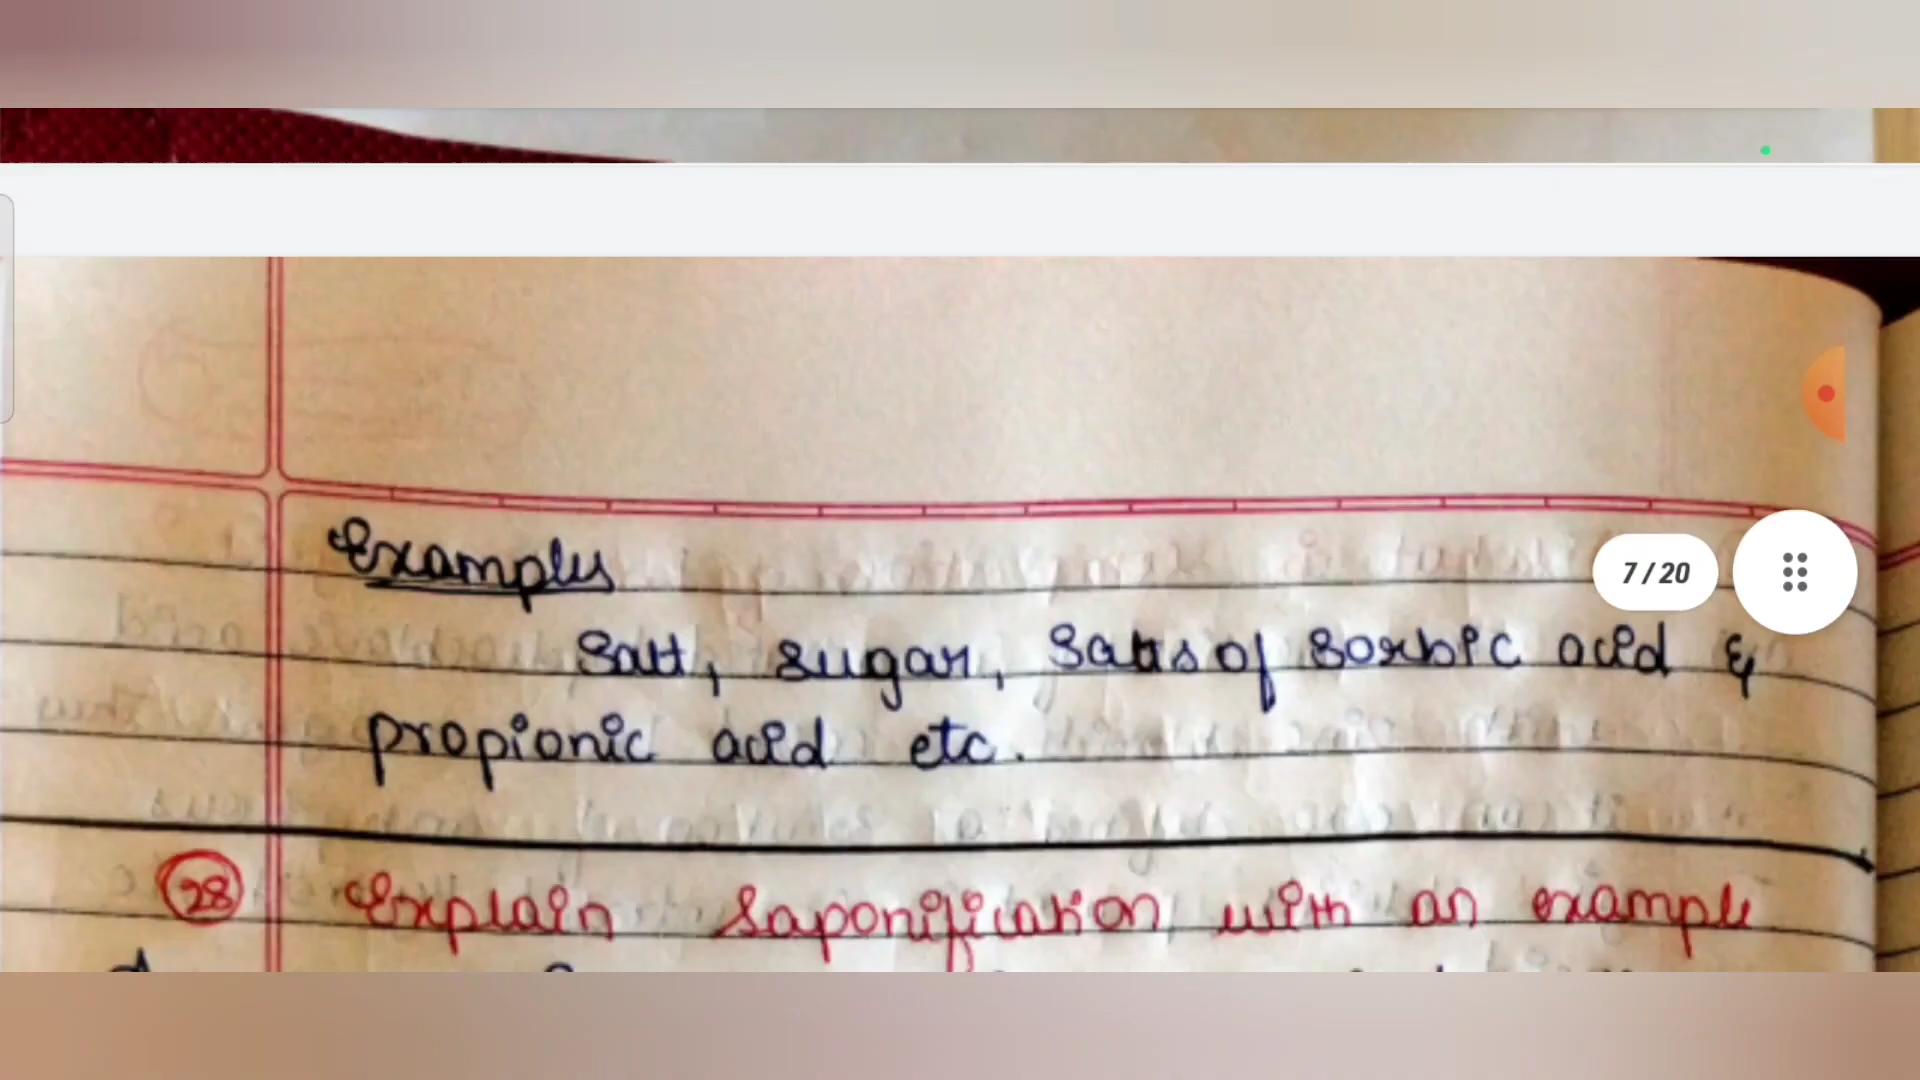 Examples
Salt, sugar, Salts of Sorbic acid &
propionic acid etc.
7 / 20
28 Explain Saponification with an example